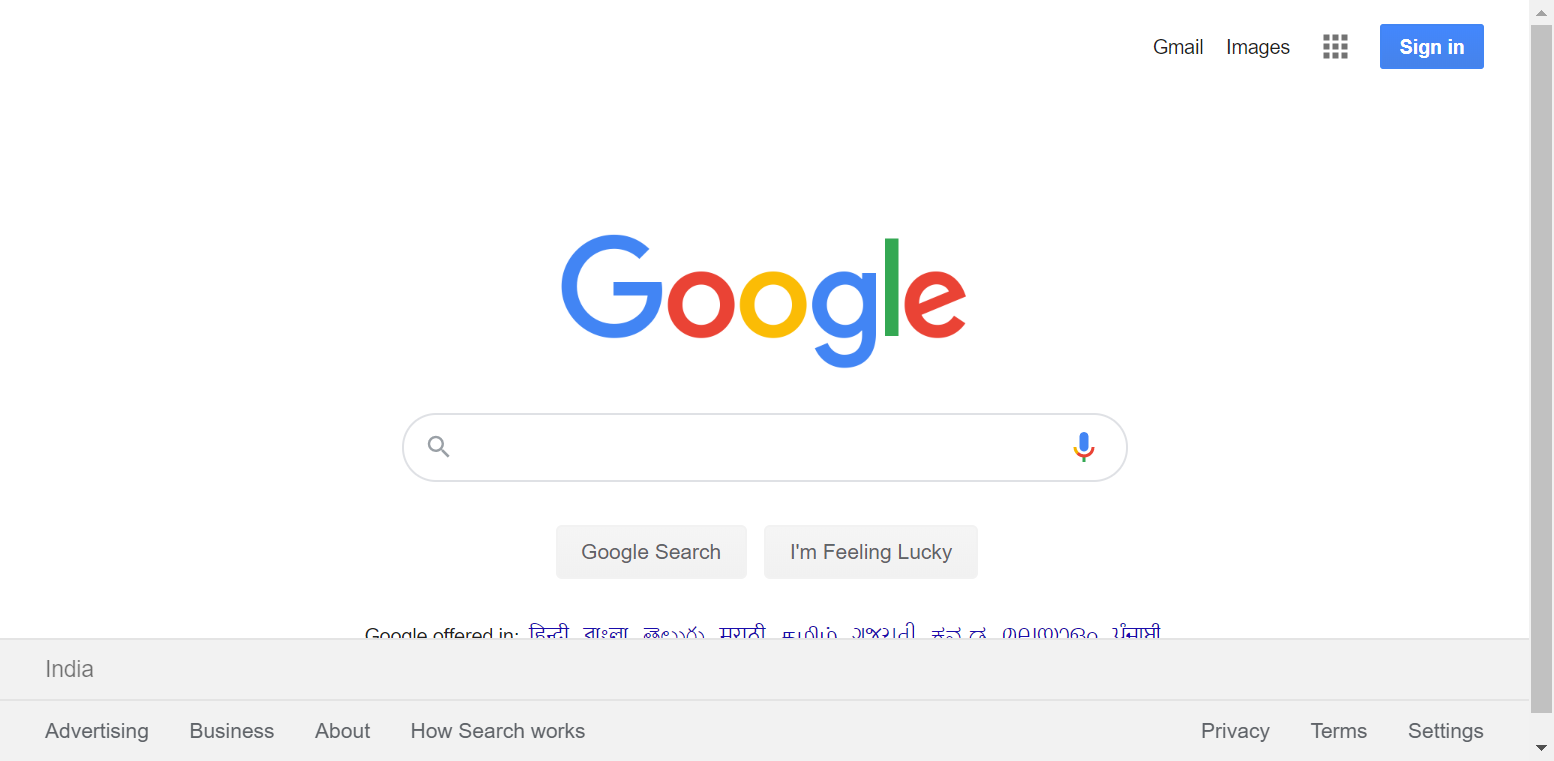 Gmail Images Sign in
Google
Google Search I'm Feeling Lucky
Google offered in: हिन्दी বাংলা తెలుగు मराठी தமிழ் ગુજરાતી ಕನ್ನಡ മലയാളം ਪੰਜਾਬੀ
India
Advertising Business About How Search works Privacy Terms Settings